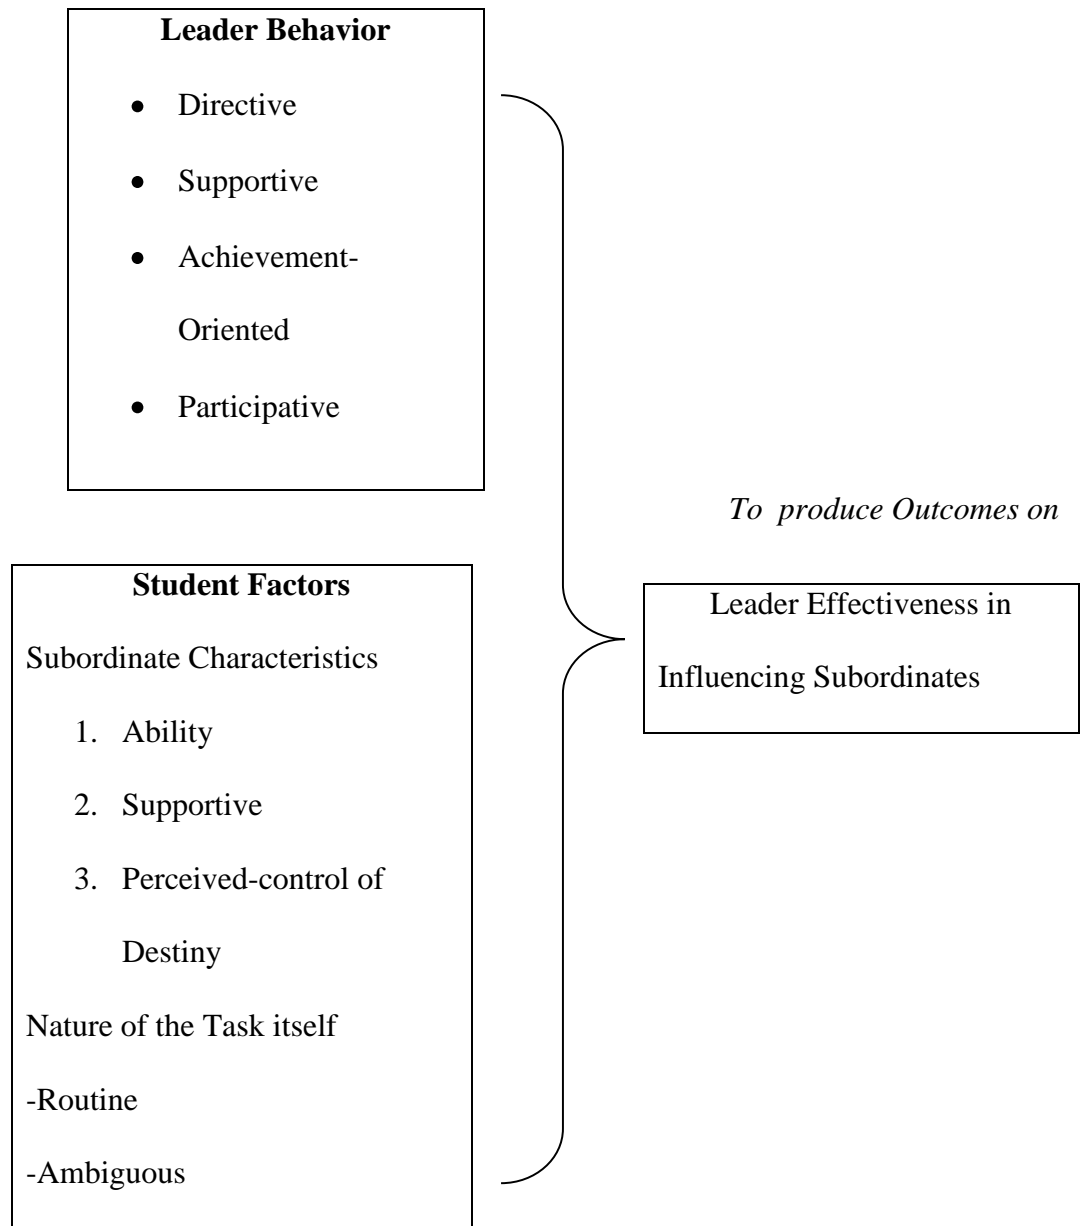 Leader Behavior
• Directive
• Supportive
• Achievement-
Oriented
• Participative
Student Factors
Subordinate Characteristics
1. Ability
2. Supportive
3. Perceived-control of
Destiny
Nature of the Task itself
-Routine
-Ambiguous
To produce Outcomes on
Leader Effectiveness in
Influencing Subordinates